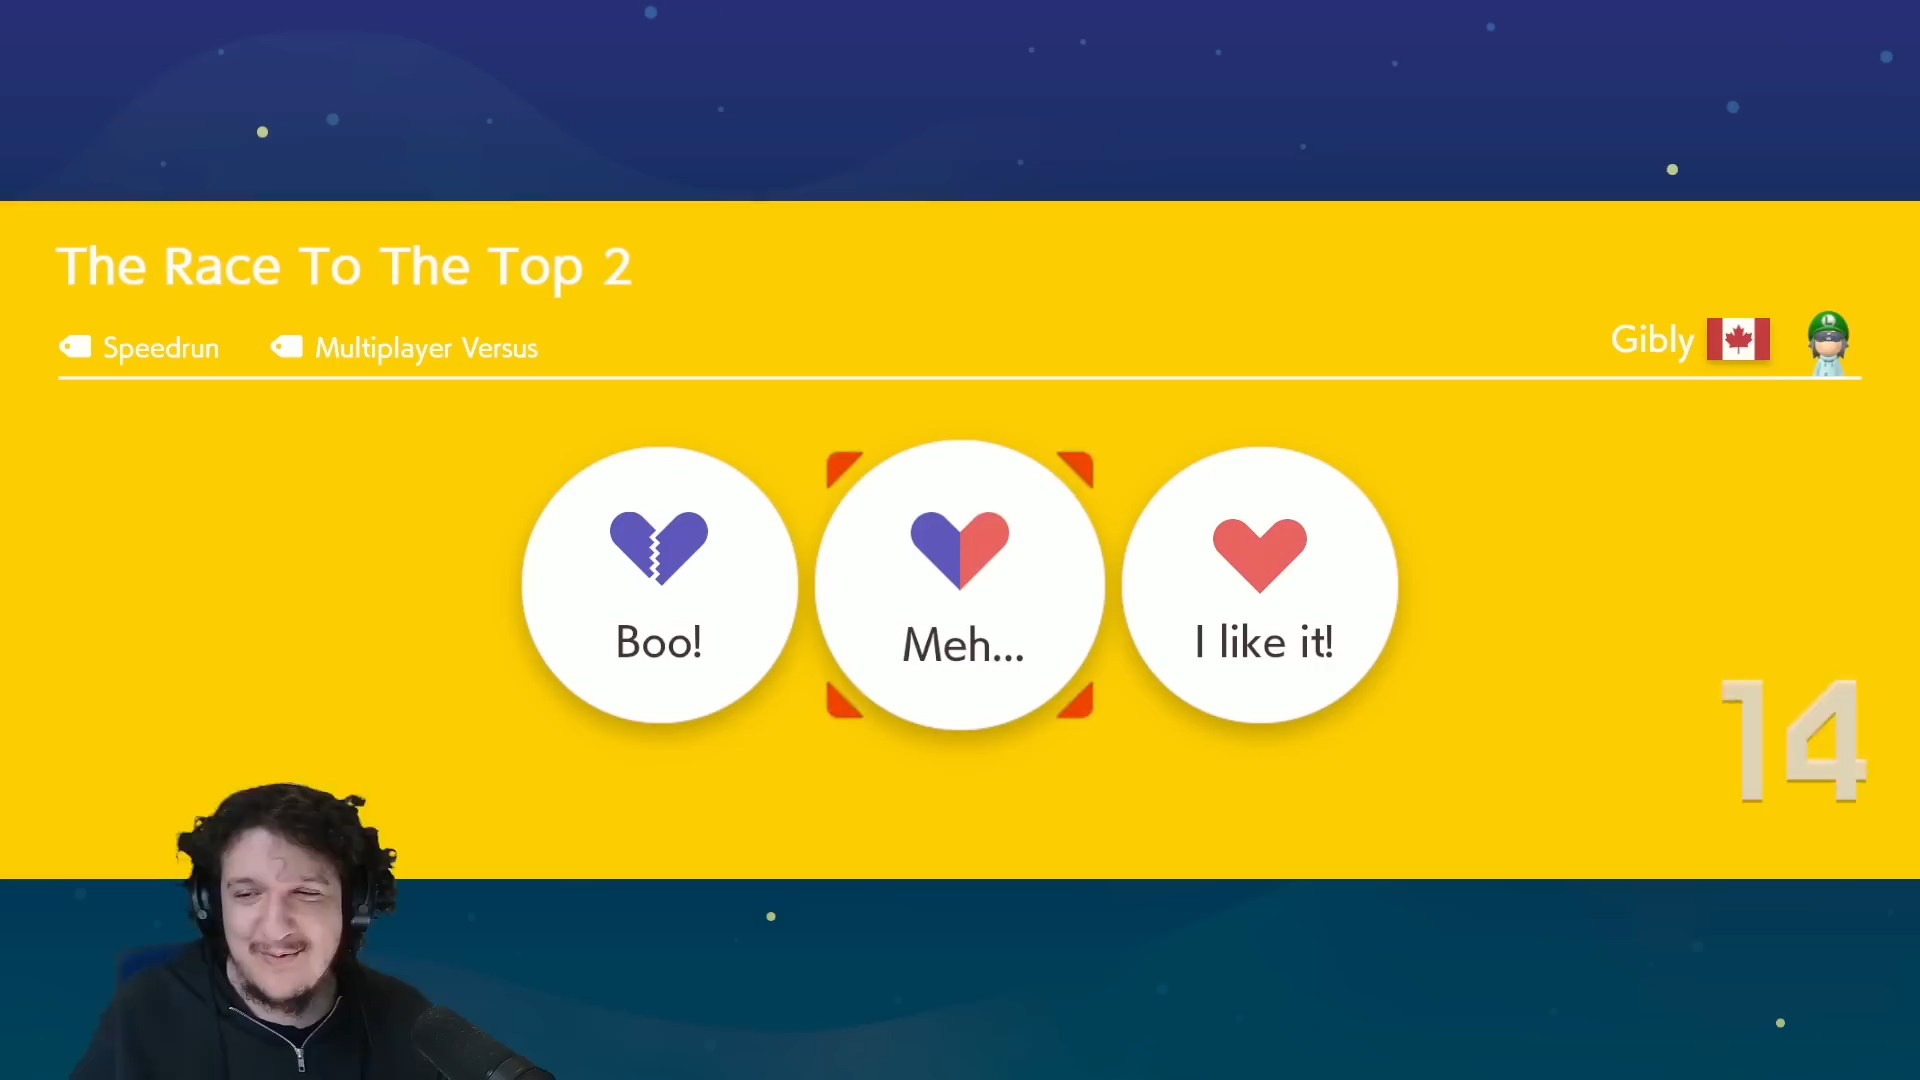 The Race To The Top 2
Speedrun Multiplayer Versus
Gibly
L
Boo!
Meh...
I like it!
14